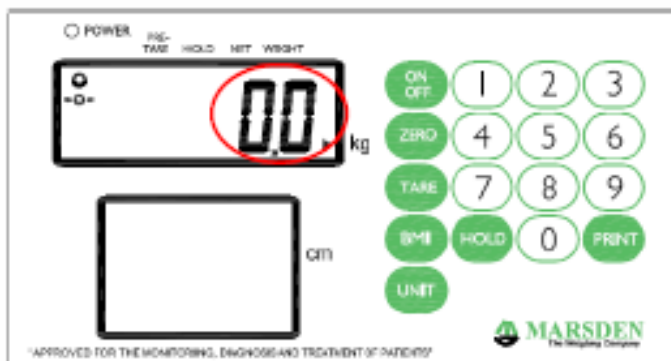 POWER
PRE-
TARE HOLD NET WEIGHT
0.0
kg
cm
ON
OFF
1 2 3
ZERO
4 5 6
TARE
7 8 9
BMI
HOLD
0
PRINT
UNIT
MARSDEN
The Weighing Company
"APPROVED FOR THE MONITORING, DIAGNOSIS AND TREATMENT OF PATIENTS"